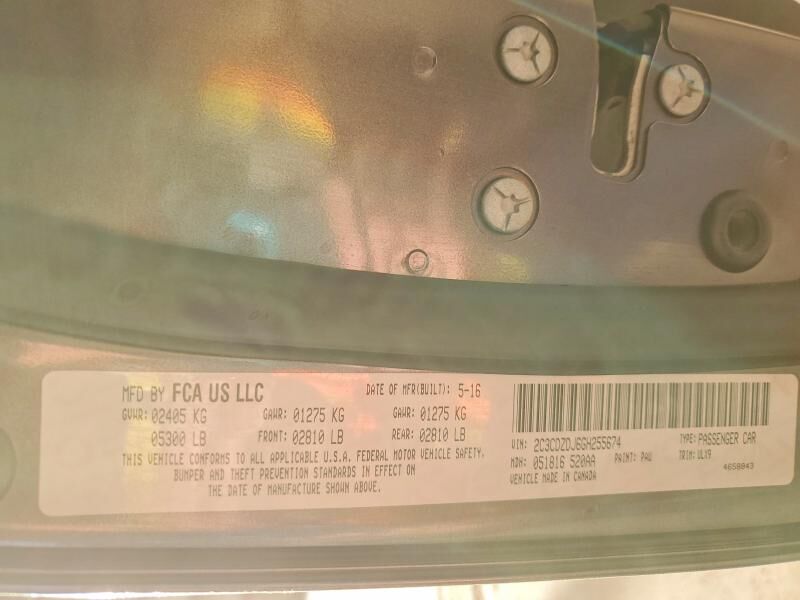 MFD BY FCA US LLC DATE OF MFR(BUILT): 5-16
GVWR: 02405 KG GAWR: 01275 KG GAWR: 01275 KG
05300 LB FRONT: 02810 LB REAR: 02810 LB
THIS VEHICLE CONFORMS TO ALL APPLICABLE U.S.A. FEDERAL MOTOR VEHICLE SAFETY,
BUMPER AND THEFT PREVENTION STANDARDS IN EFFECT ON
THE DATE OF MANUFACTURE SHOWN ABOVE.
VIN: 2C3CDZDJ6GH255674 TYPE: PASSENGER CAR
MDH: 051816 520AA PAINT: PAU TRIM: ULX9
VEHICLE MADE IN CANADA 4658843